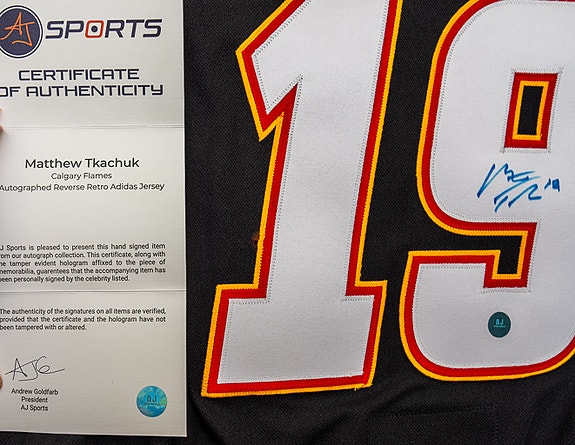 AJ SPORTS
CERTIFICATE
OF AUTHENTICITY
Matthew Tkachuk
Calgary Flames
Autographed Reverse Retro Adidas Jersey
AJ Sports is pleased to present this hand signed item
from our autograph collection. This certificate, along with
the tamper evident hologram affixed to the piece of
memorabilia, guarentees that the accompanying item has
been personally signed by the celebrity listed.
The authenticity of the signatures on all items are verified,
provided that the certificate and the hologram have not
been tampered with or altered.
Andrew Goldfarb
President
AJ Sports
AJ
19
19
AJ